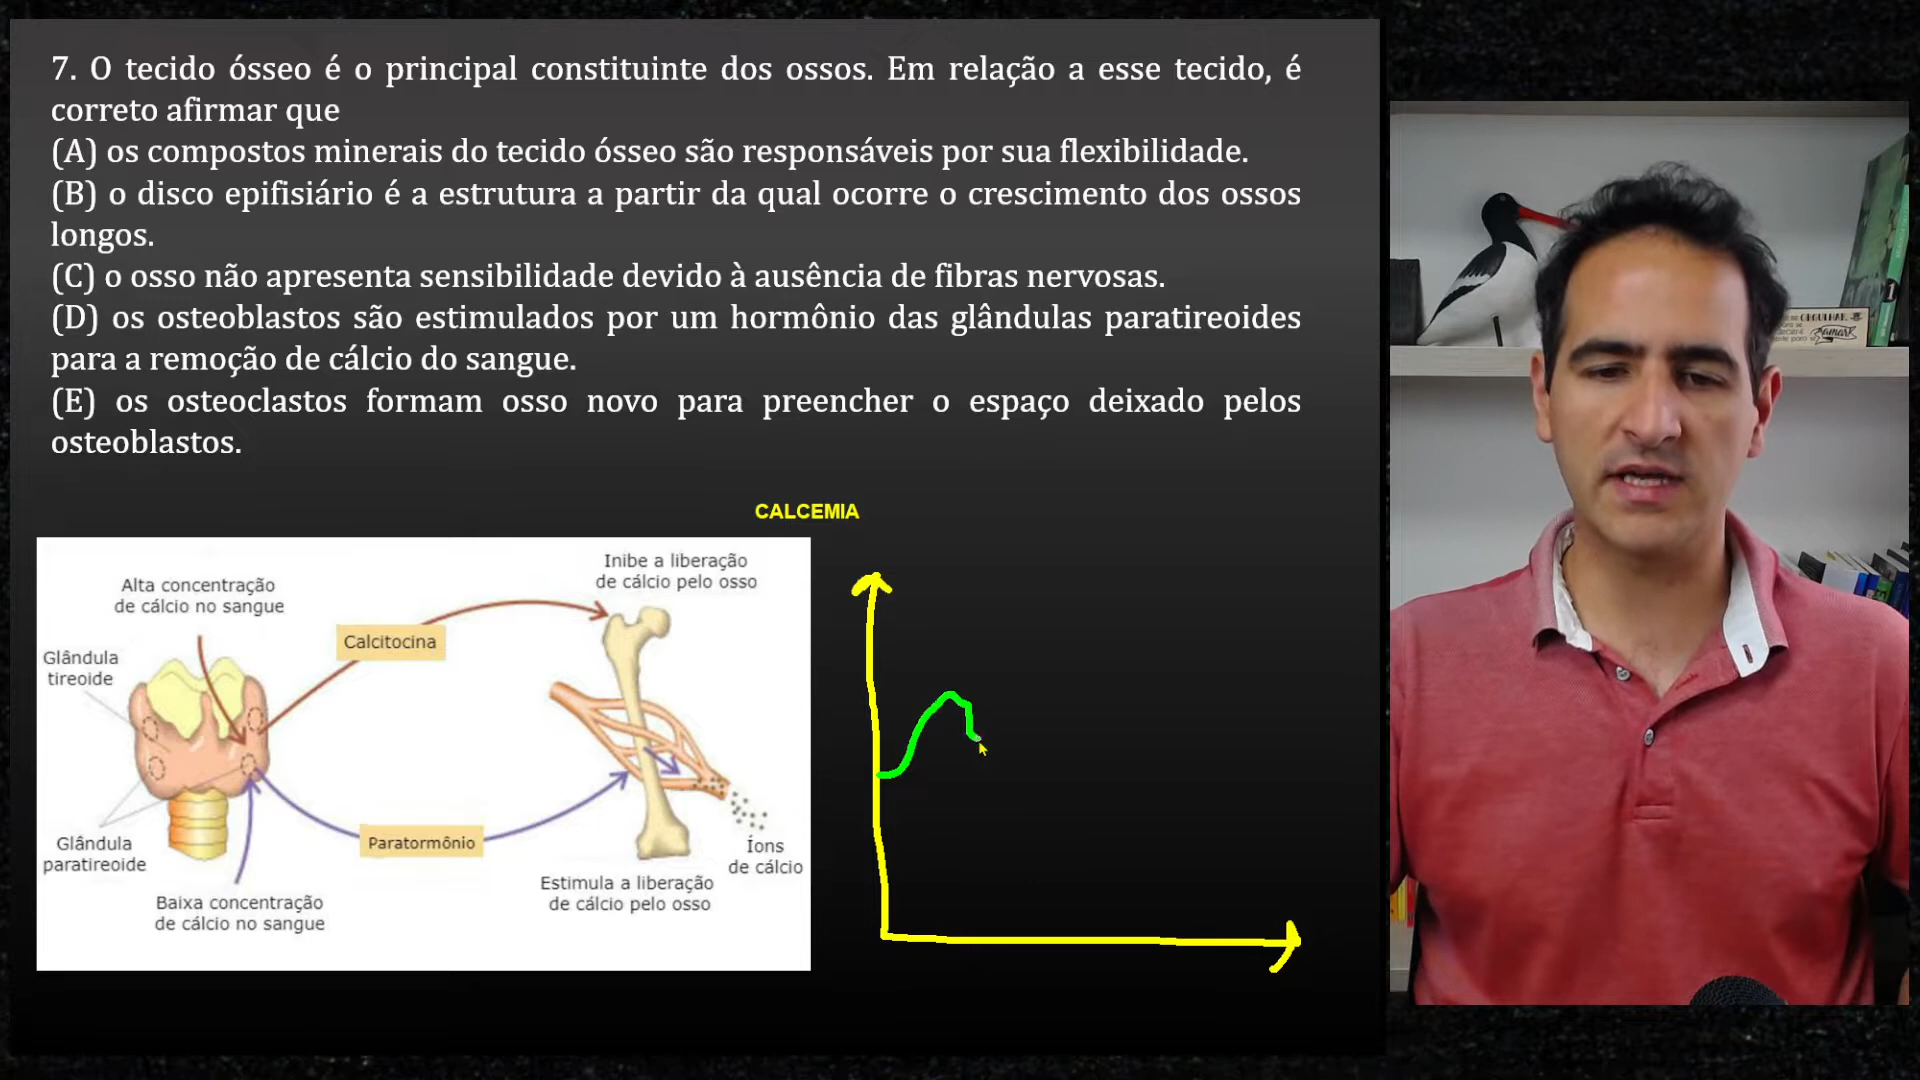 7. O tecido ósseo é o principal constituinte dos ossos. Em relação a esse tecido, é
correto afirmar que
(A) os compostos minerais do tecido ósseo são responsáveis por sua flexibilidade.
(B) o disco epifisiário é a estrutura a partir da qual ocorre o crescimento dos ossos
longos.
(C) o osso não apresenta sensibilidade devido à ausência de fibras nervosas.
(D) os osteoblastos são estimulados por um hormônio das glândulas paratireoides
para a remoção de cálcio do sangue.
(E) os osteoclastos formam osso novo para preencher o espaço deixado pelos
osteoblastos.
CALCEMIA
Alta concentração
de cálcio no sangue
Inibe a liberação
de cálcio pelo osso
Calcitocina
Glândula
tireoide
Glândula
paratireoide
Paratormônio
Íons
de cálcio
Estimula a liberação
de cálcio pelo osso
Baixa concentração
de cálcio no sangue
1